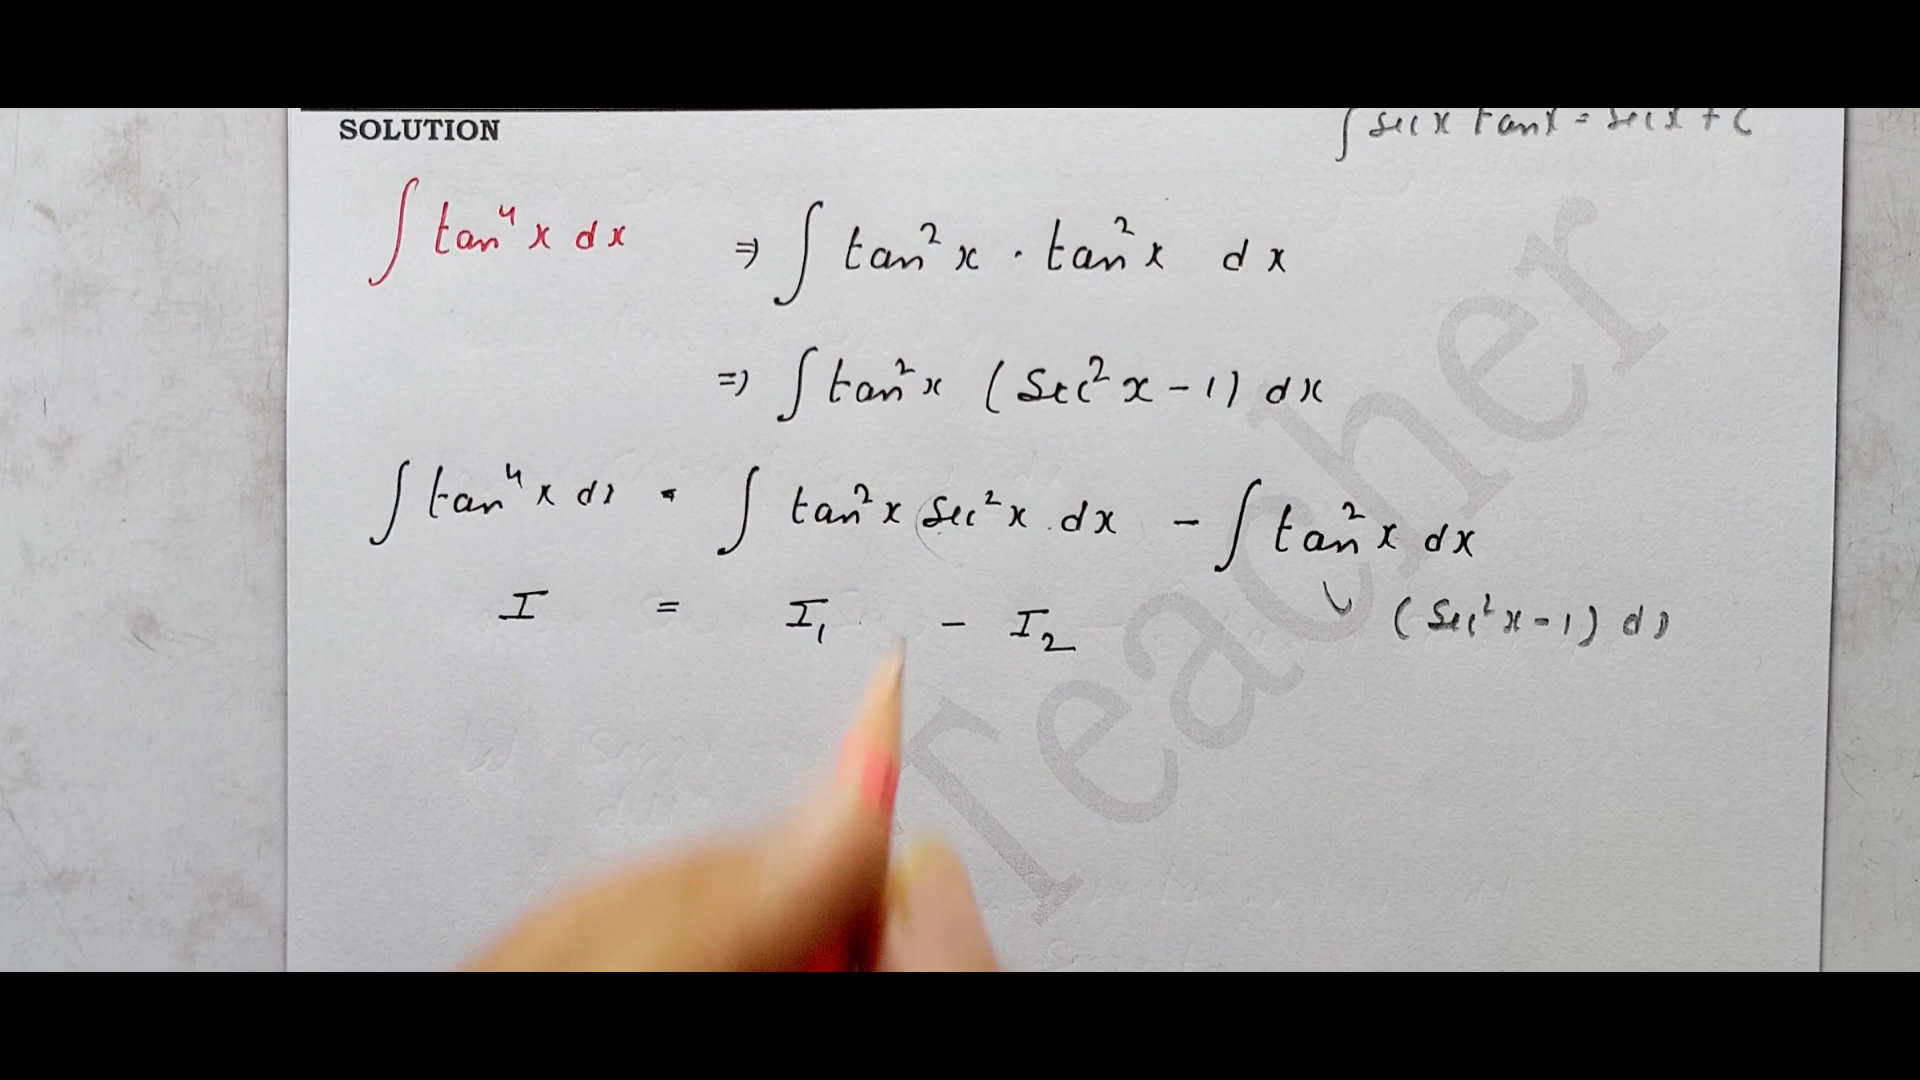 SOLUTION
∫ sec x tan x = sec x + C
∫ tan⁴ x dx ⇒ ∫ tan² x · tan² x dx
⇒ ∫ tan² x (Sec² x - 1) dx
∫ tan⁴ x dx = ∫ tan² x Sec² x dx - ∫ tan² x dx
I = I₁ - I₂ (Sec² x - 1) dx
Teacher